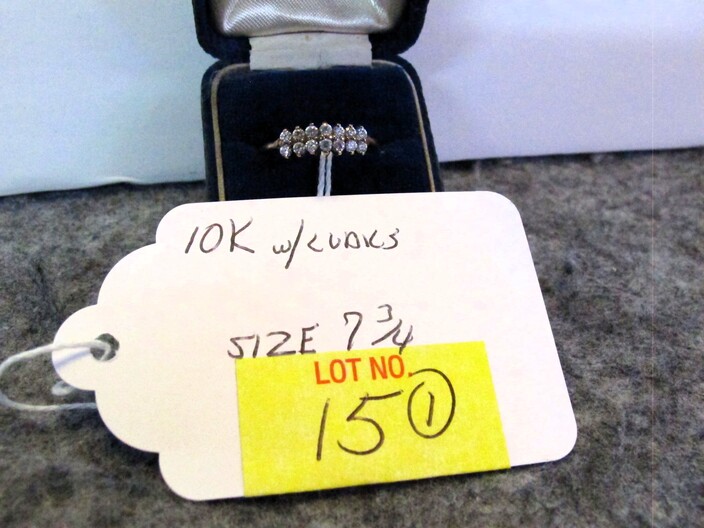 10K w/
SIZE 7 3/4
LOT NO.
15 ①